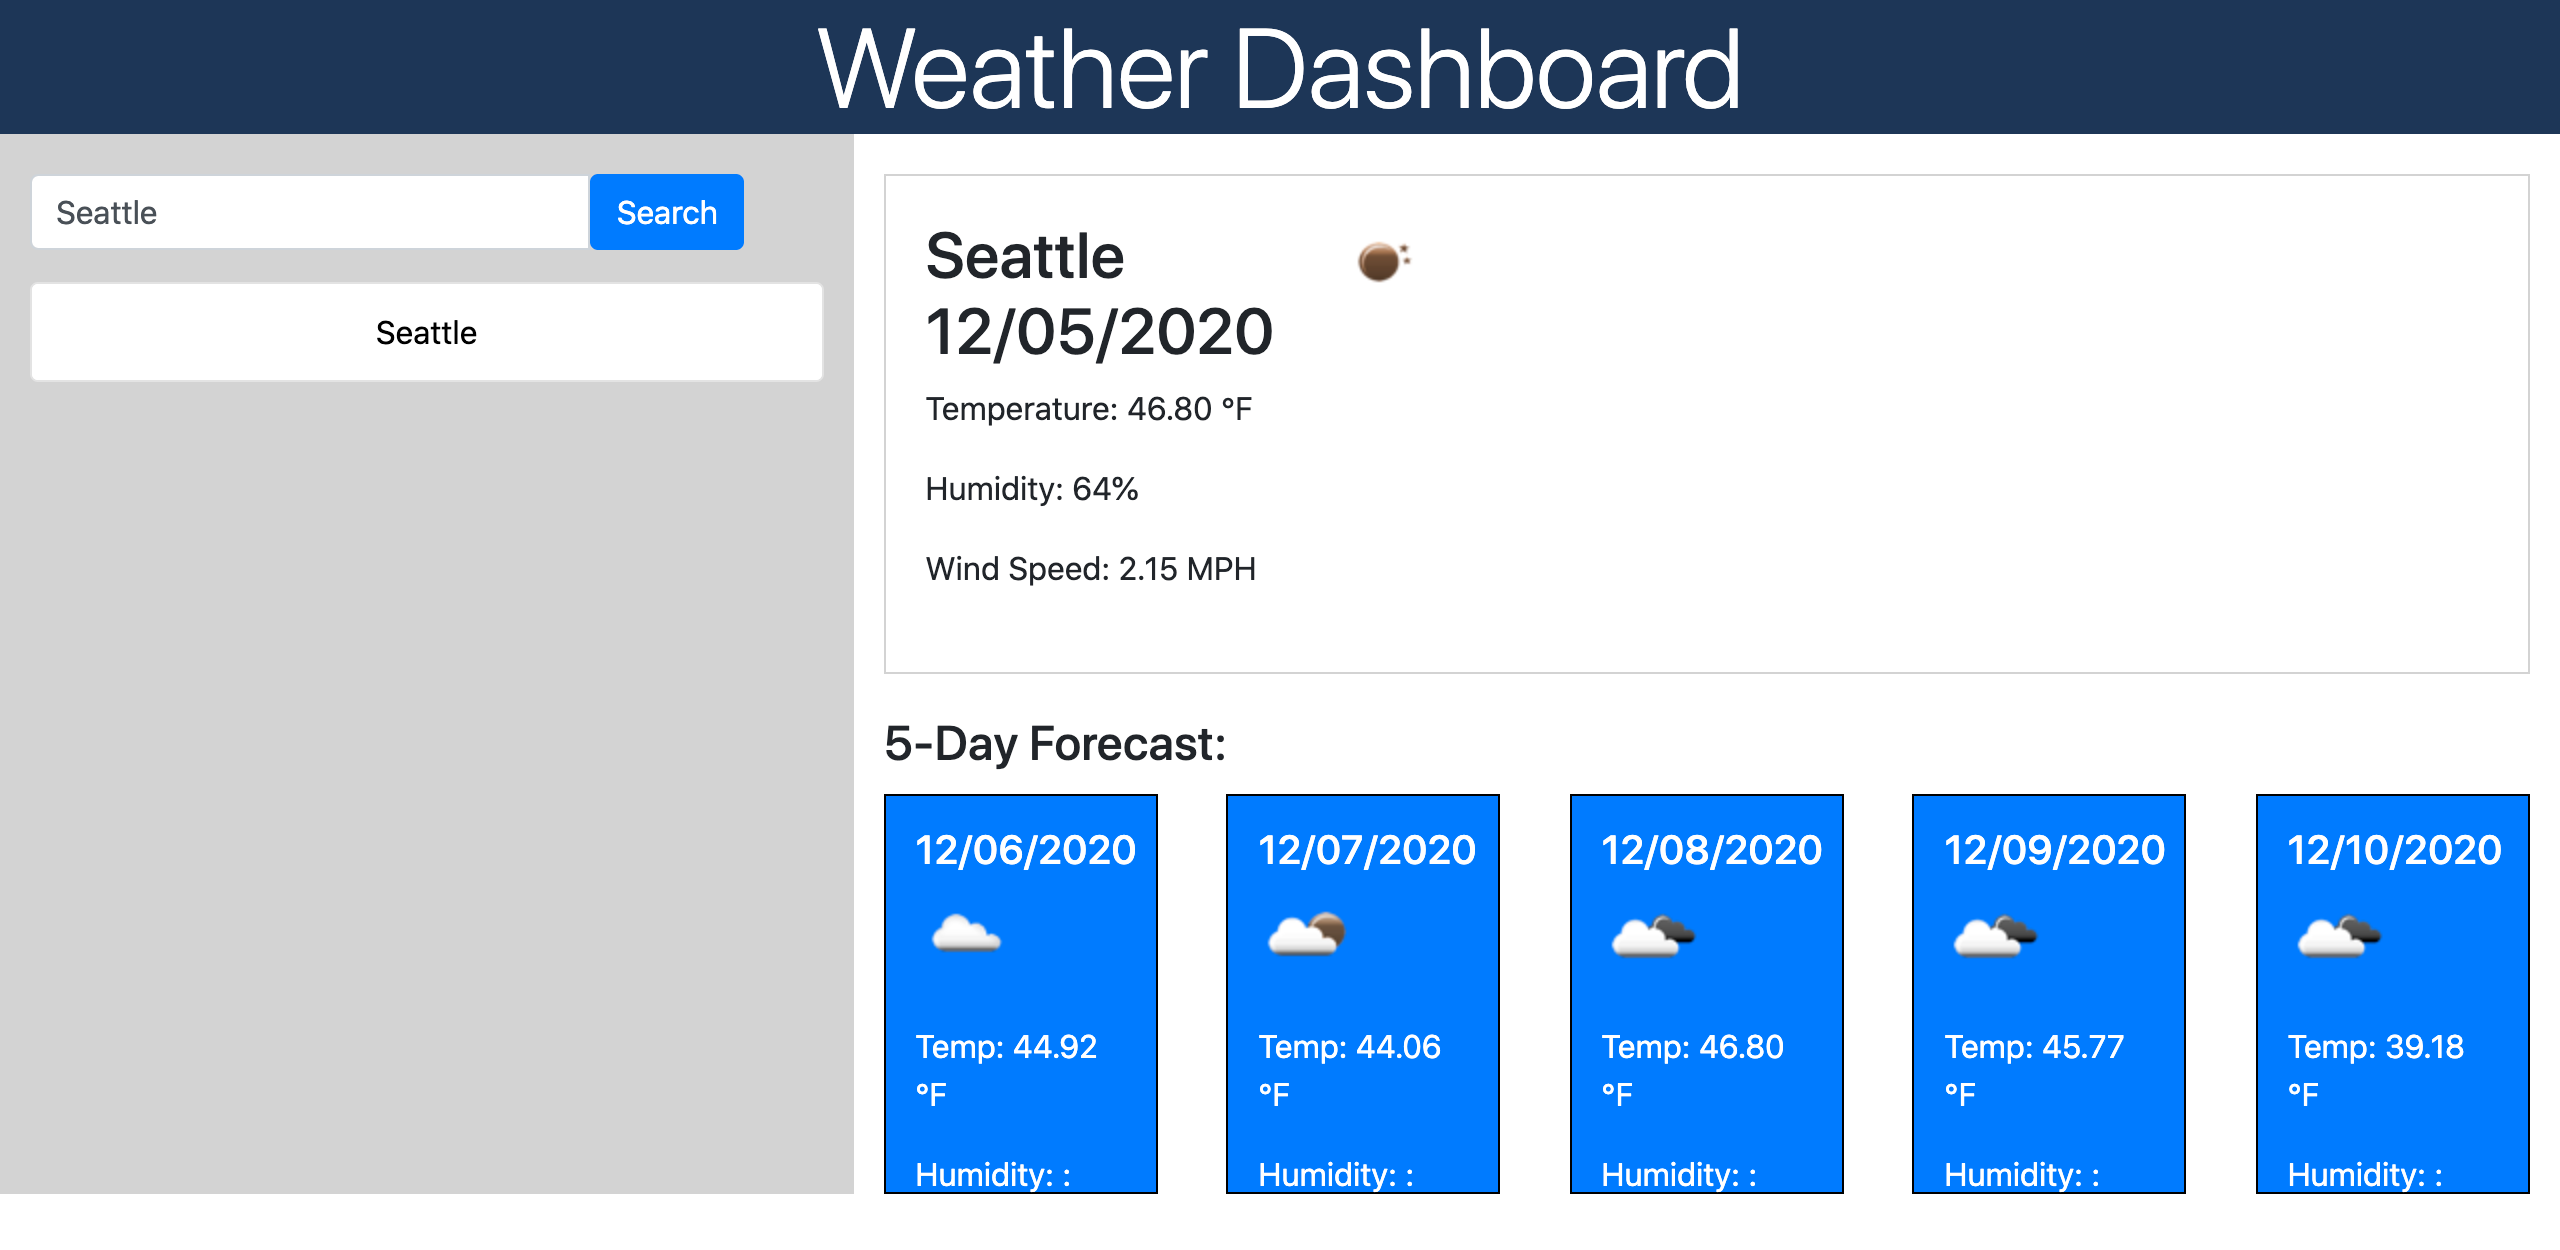 Weather Dashboard
Seattle
Search
Seattle
Seattle
12/05/2020
Temperature: 46.80 °F
Humidity: 64%
Wind Speed: 2.15 MPH
5-Day Forecast:
12/06/2020
Temp: 44.92
°F
Humidity: :
12/07/2020
Temp: 44.06
°F
Humidity: :
12/08/2020
Temp: 46.80
°F
Humidity: :
12/09/2020
Temp: 45.77
°F
Humidity: :
12/10/2020
Temp: 39.18
°F
Humidity: :